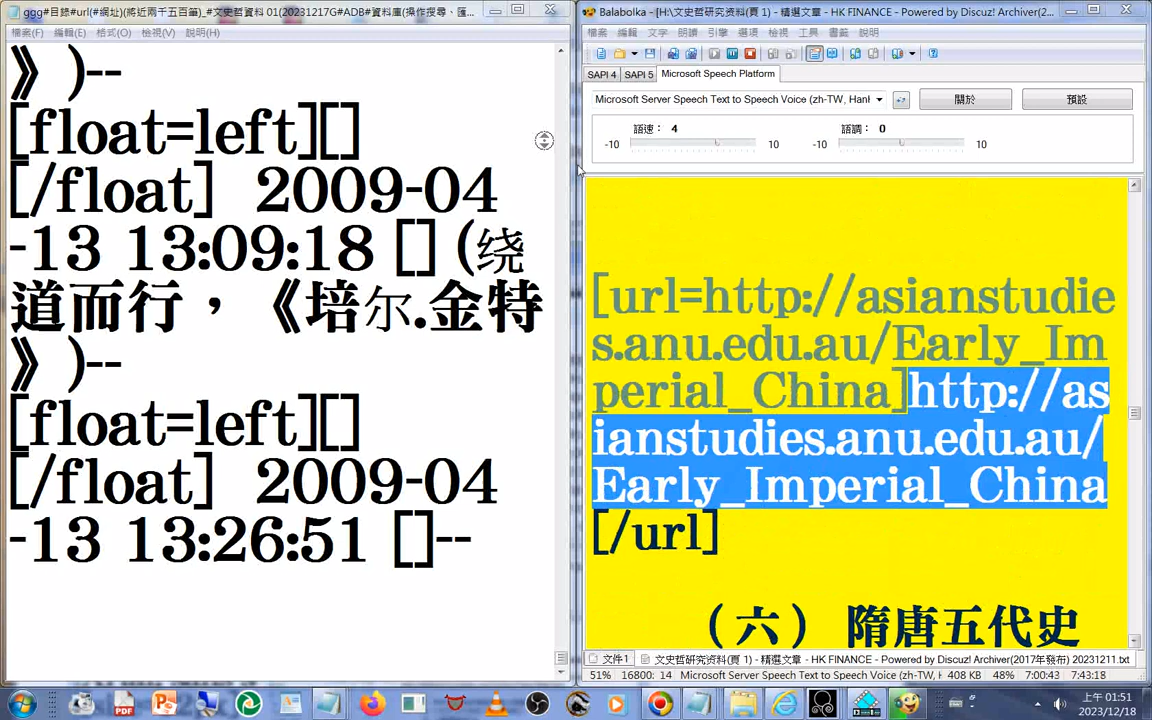 ggg#目錄#url(#網址)(將近兩千五百筆)_#文史哲資料 01(20231217G#ADB#資料庫(操作搜尋、匯...
檔案(F) 編輯(E) 格式(O) 檢視(V) 說明(H)
》)--
[float=left][]
[/float] 2009-04
-13 13:09:18 [] (绕
道而行，《培尔.金特
》)--
[float=left][]
[/float] 2009-04
-13 13:26:51 []--
Balabolka - [H:\文史哲研究资料(頁 1) - 精選文章 - HK FINANCE - Powered by Discuz! Archiver(2...
檔案 編輯 文字 朗讀 引擎 選項 檢視 工具 書籤 說明
SAPI 4 SAPI 5 Microsoft Speech Platform
Microsoft Server Speech Text to Speech Voice (zh-TW, HanH 關於 預設
語速： 4 語調： 0
-10 10 -10 10
[url=http://asianstudie
s.anu.edu.au/Early_Im
perial_China]http://as
ianstudies.anu.edu.au/
Early_Imperial_China
[/url]
（六） 隋唐五代史
文件1 文史哲研究资料(頁 1) - 精選文章 - HK FINANCE - Powered by Discuz! Archiver(2017年發布) 20231211.txt
51% 16800: 14 Microsoft Server Speech Text to Speech Voice (zh-TW, H 408 KB 48% 7:00:43 7:43:18
上午 01:51
2023/12/18